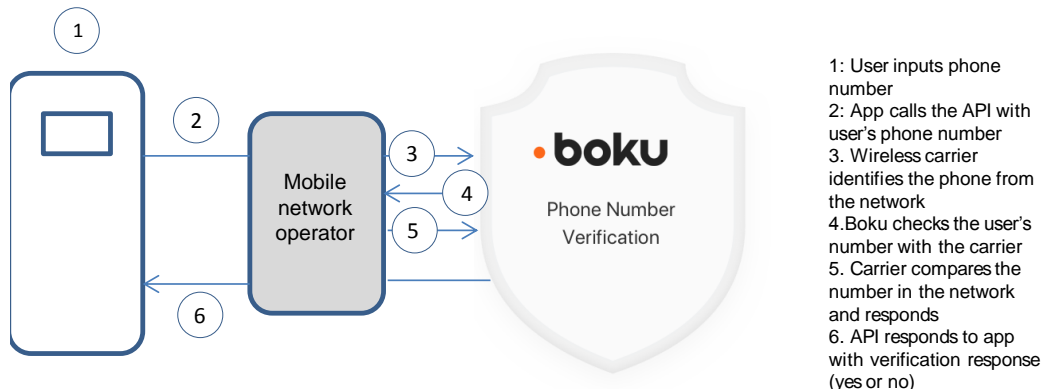 1
2
3
4
5
6
Mobile
network
operator
boku
Phone Number
Verification
1: User inputs phone
number
2: App calls the API with
user's phone number
3. Wireless carrier
identifies the phone from
the network
4.Boku checks the user's
number with the carrier
5. Carrier compares the
number in the network
and responds
6. API responds to app
with verification response
(yes or no)